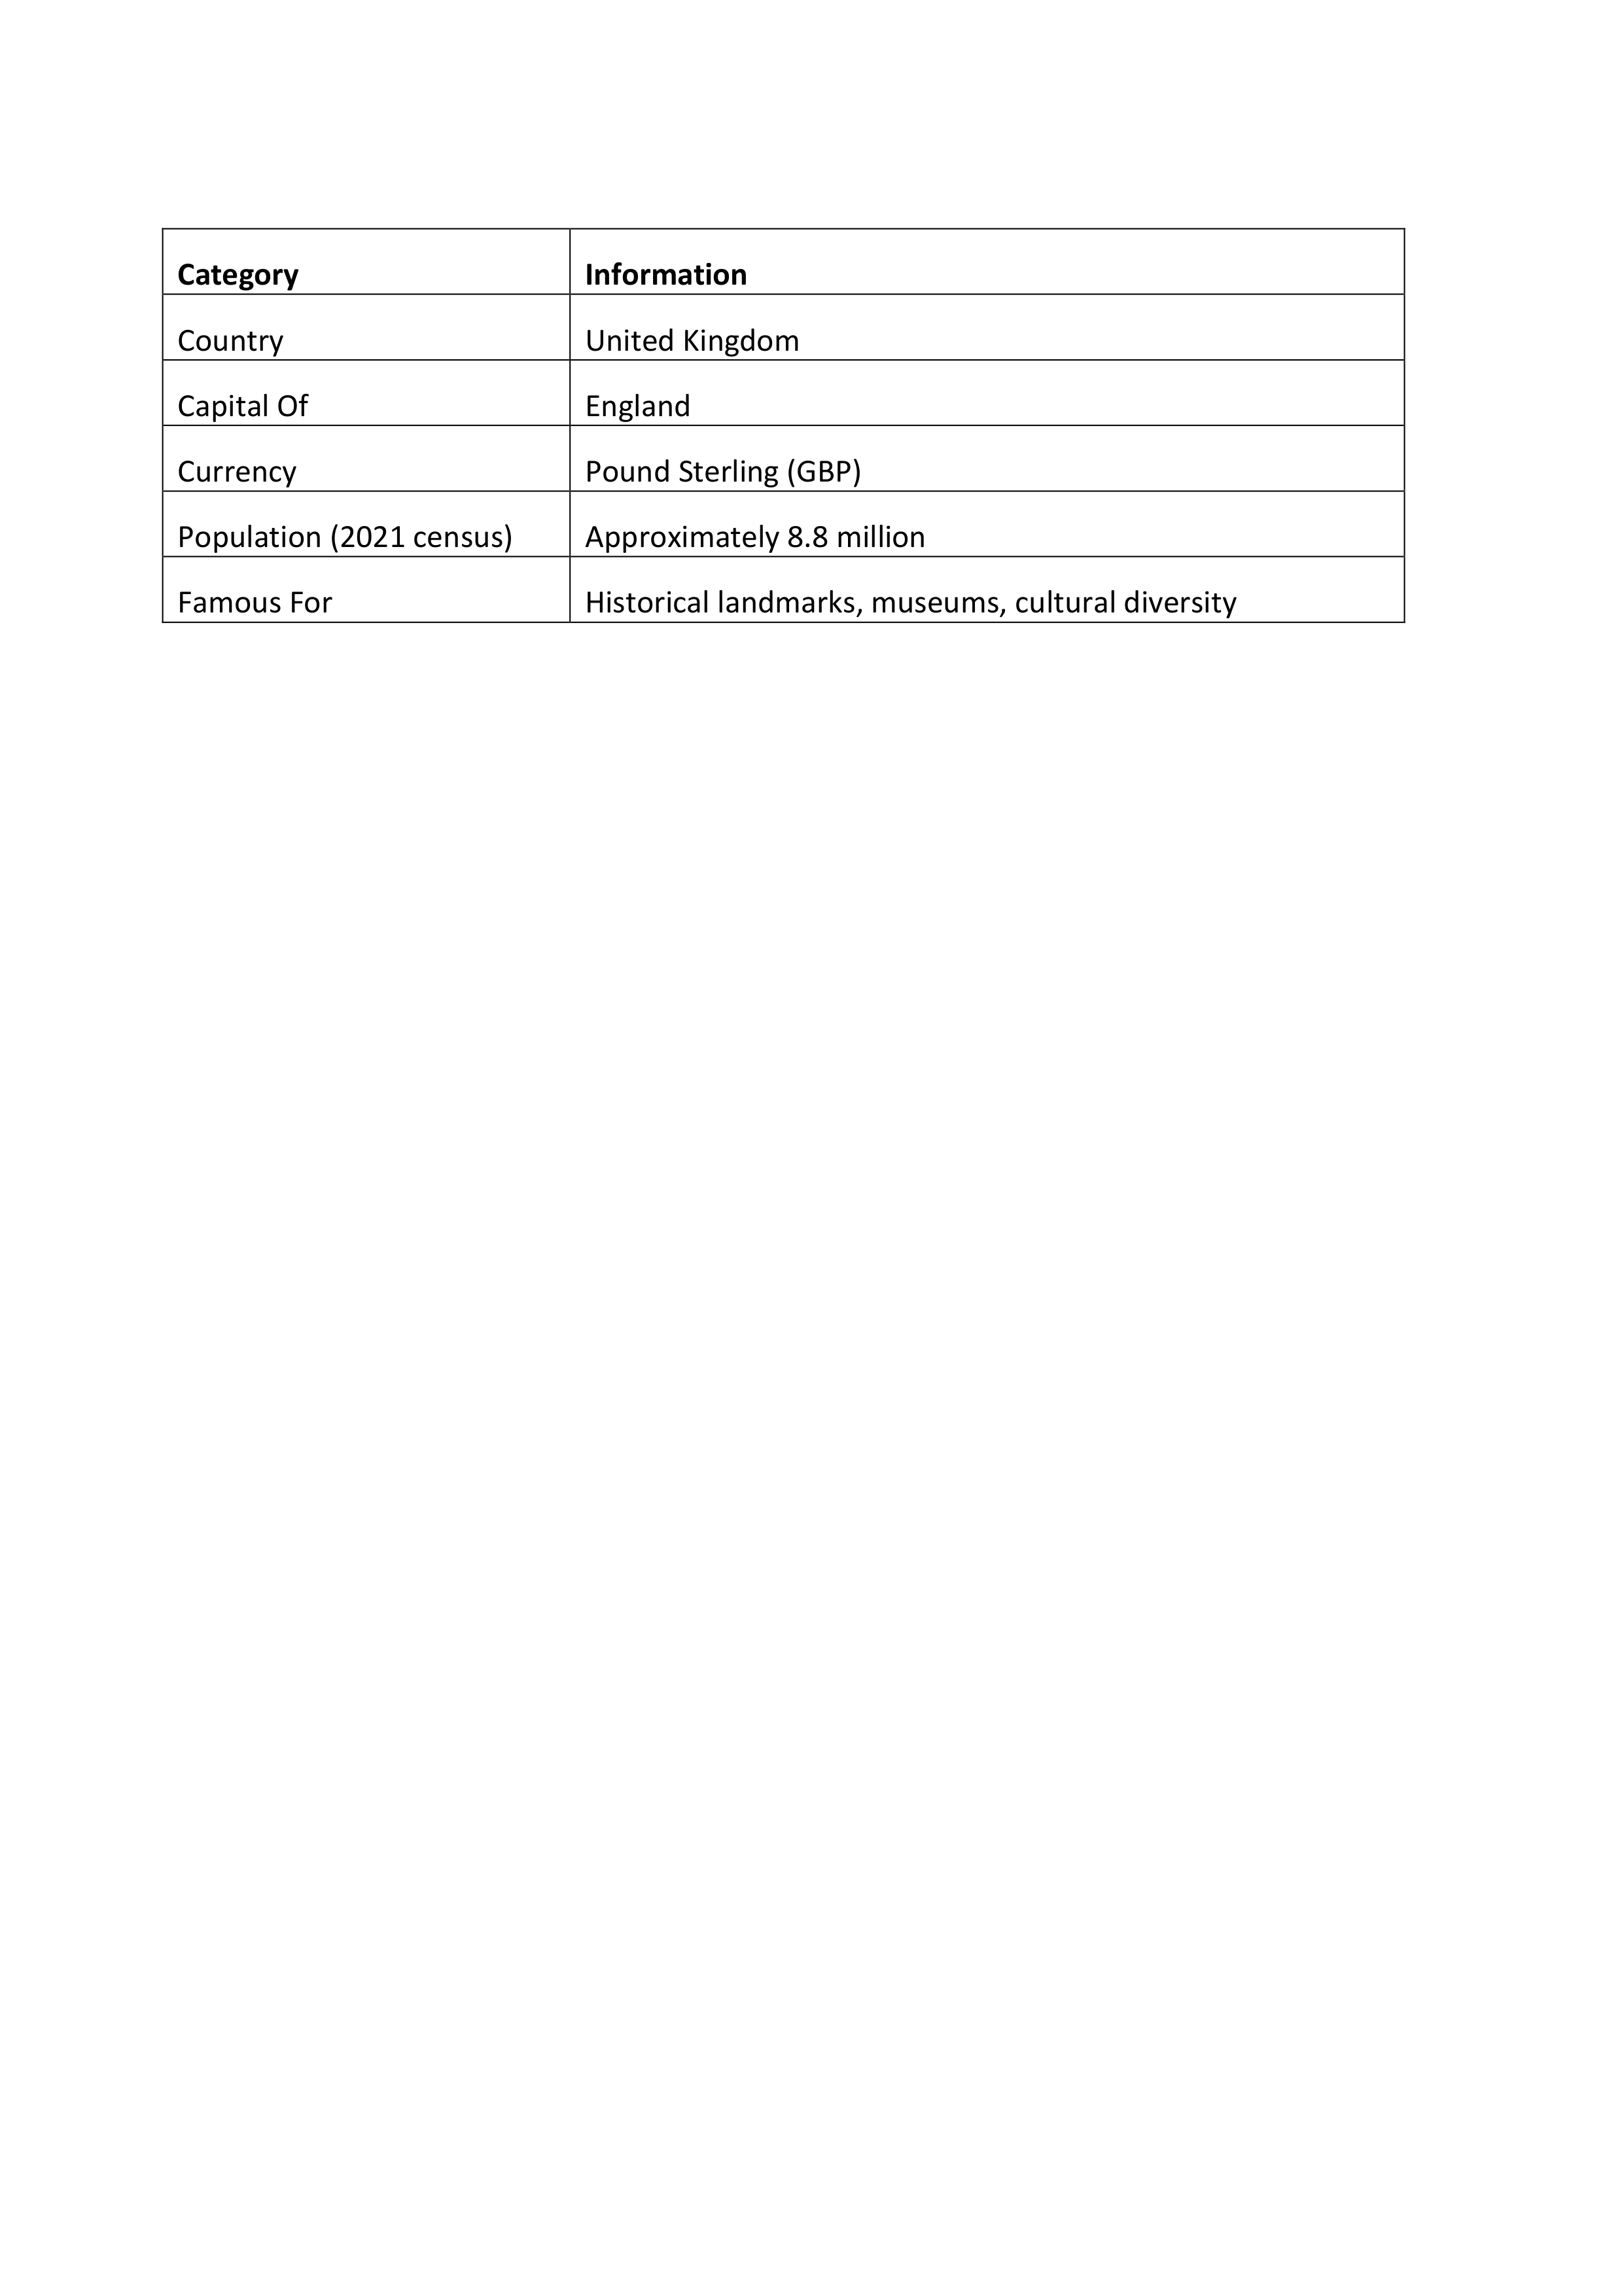 Category Information
Country United Kingdom
Capital Of England
Currency Pound Sterling (GBP)
Population (2021 census) Approximately 8.8 million
Famous For Historical landmarks, museums, cultural diversity